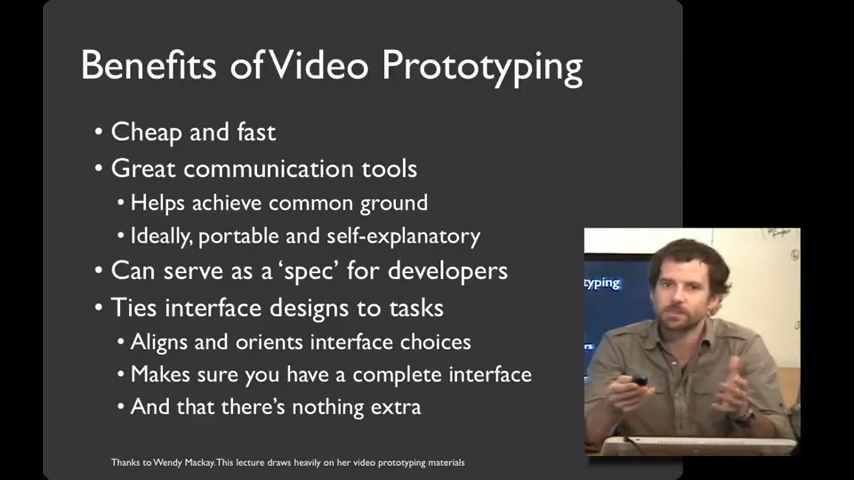 Benefits of Video Prototyping
• Cheap and fast
• Great communication tools
• Helps achieve common ground
• Ideally, portable and self-explanatory
• Can serve as a ‘spec’ for developers
• Ties interface designs to tasks
• Aligns and orients interface choices
• Makes sure you have a complete interface
• And that there’s nothing extra
Thanks to Wendy Mackay. This lecture draws heavily on her video prototyping materials
typing
rs